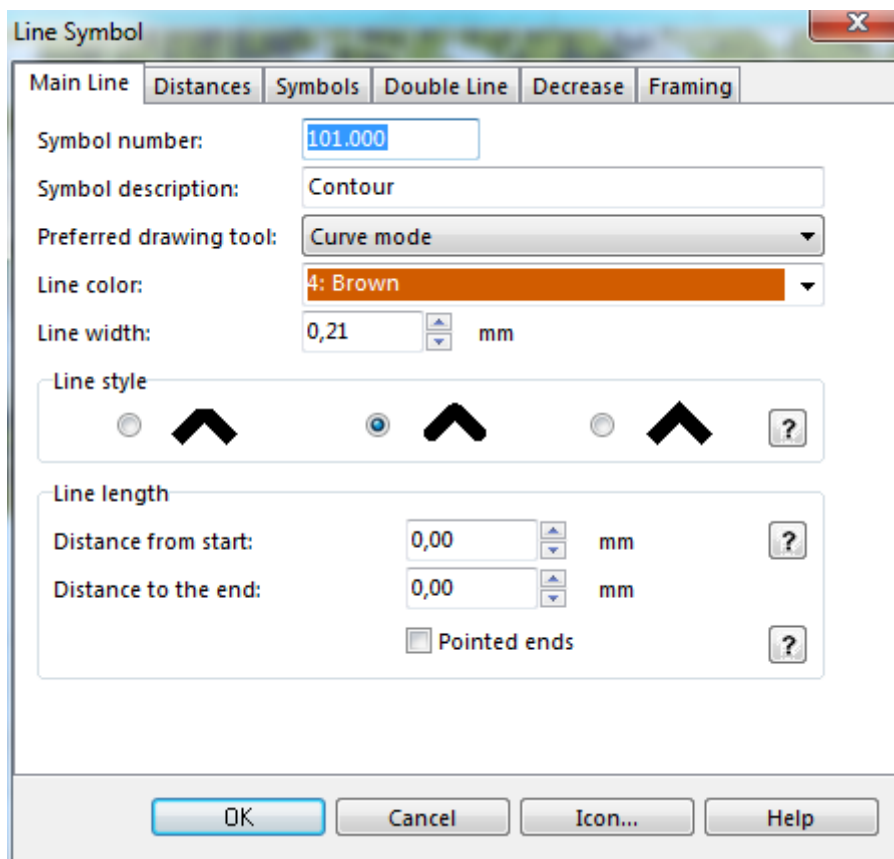 Line Symbol
Main Line Distances Symbols Double Line Decrease Framing
Symbol number: 101.000
Symbol description: Contour
Preferred drawing tool: Curve mode
Line color: 4: Brown
Line width: 0,21 mm
Line style
?
Line length
Distance from start: 0,00 mm ?
Distance to the end: 0,00 mm
Pointed ends ?
OK Cancel Icon... Help